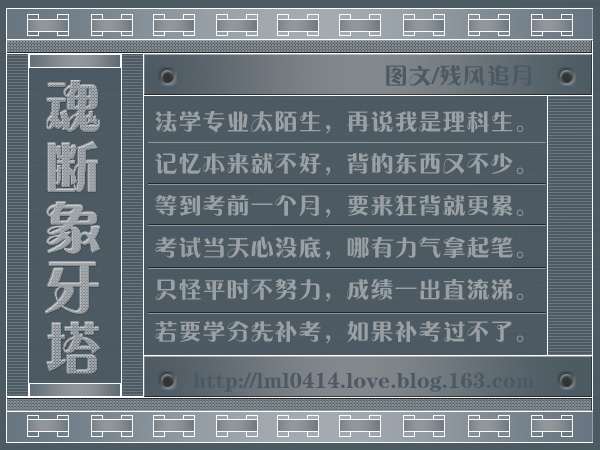 魂断象牙塔
图文/残风追月
法学专业太陌生，再说我是理科生。
记忆本来就不好，背的东西又不少。
等到考前一个月，要来狂背就更累。
考试当天心没底，哪有力气拿起笔。
只怪平时不努力，成绩一出直流涕。
若要学分先补考，如果补考过不了。
http://lml0414.love.blog.163.com